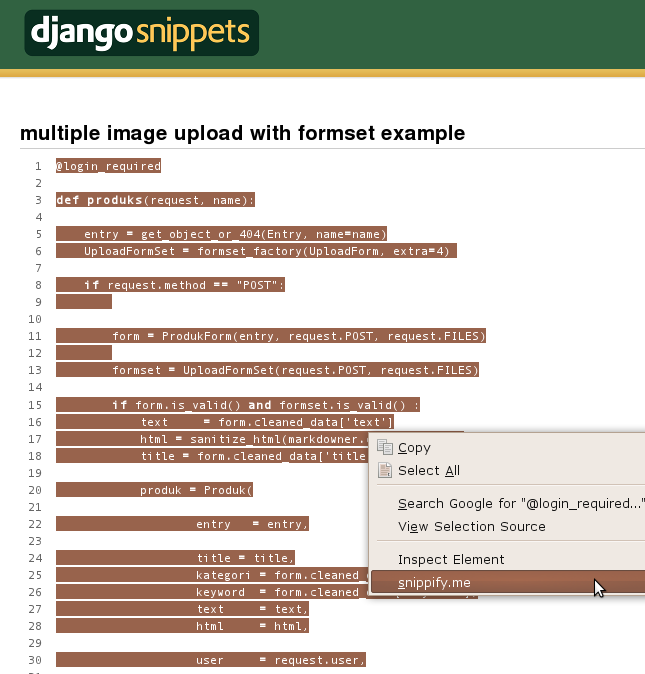 djangosnippets
multiple image upload with formset example
1 @login_required
2
3 def produks(request, name):
4
5 entry = get_object_or_404(Entry, name=name)
6 UploadFormSet = formset_factory(UploadForm, extra=4)
7
8 if request.method == "POST":
9
10
11 form = ProdukForm(entry, request.POST, request.FILES)
12
13 formset = UploadFormSet(request.POST, request.FILES)
14
15 if form.is_valid() and formset.is_valid() :
16 text = form.cleaned_data['text']
17 html = sanitize_html(markdowner.
18 title = form.cleaned_data['title
19
20 produk = Produk(
21
22 entry = entry,
23
24 title = title,
25 kategori = form.cleaned_
26 keyword = form.cleaned_
27 text = text,
28 html = html,
29
30 user = request.user,
Copy
Select All
Search Google for "@login_required..."
View Selection Source
Inspect Element
snippify.me